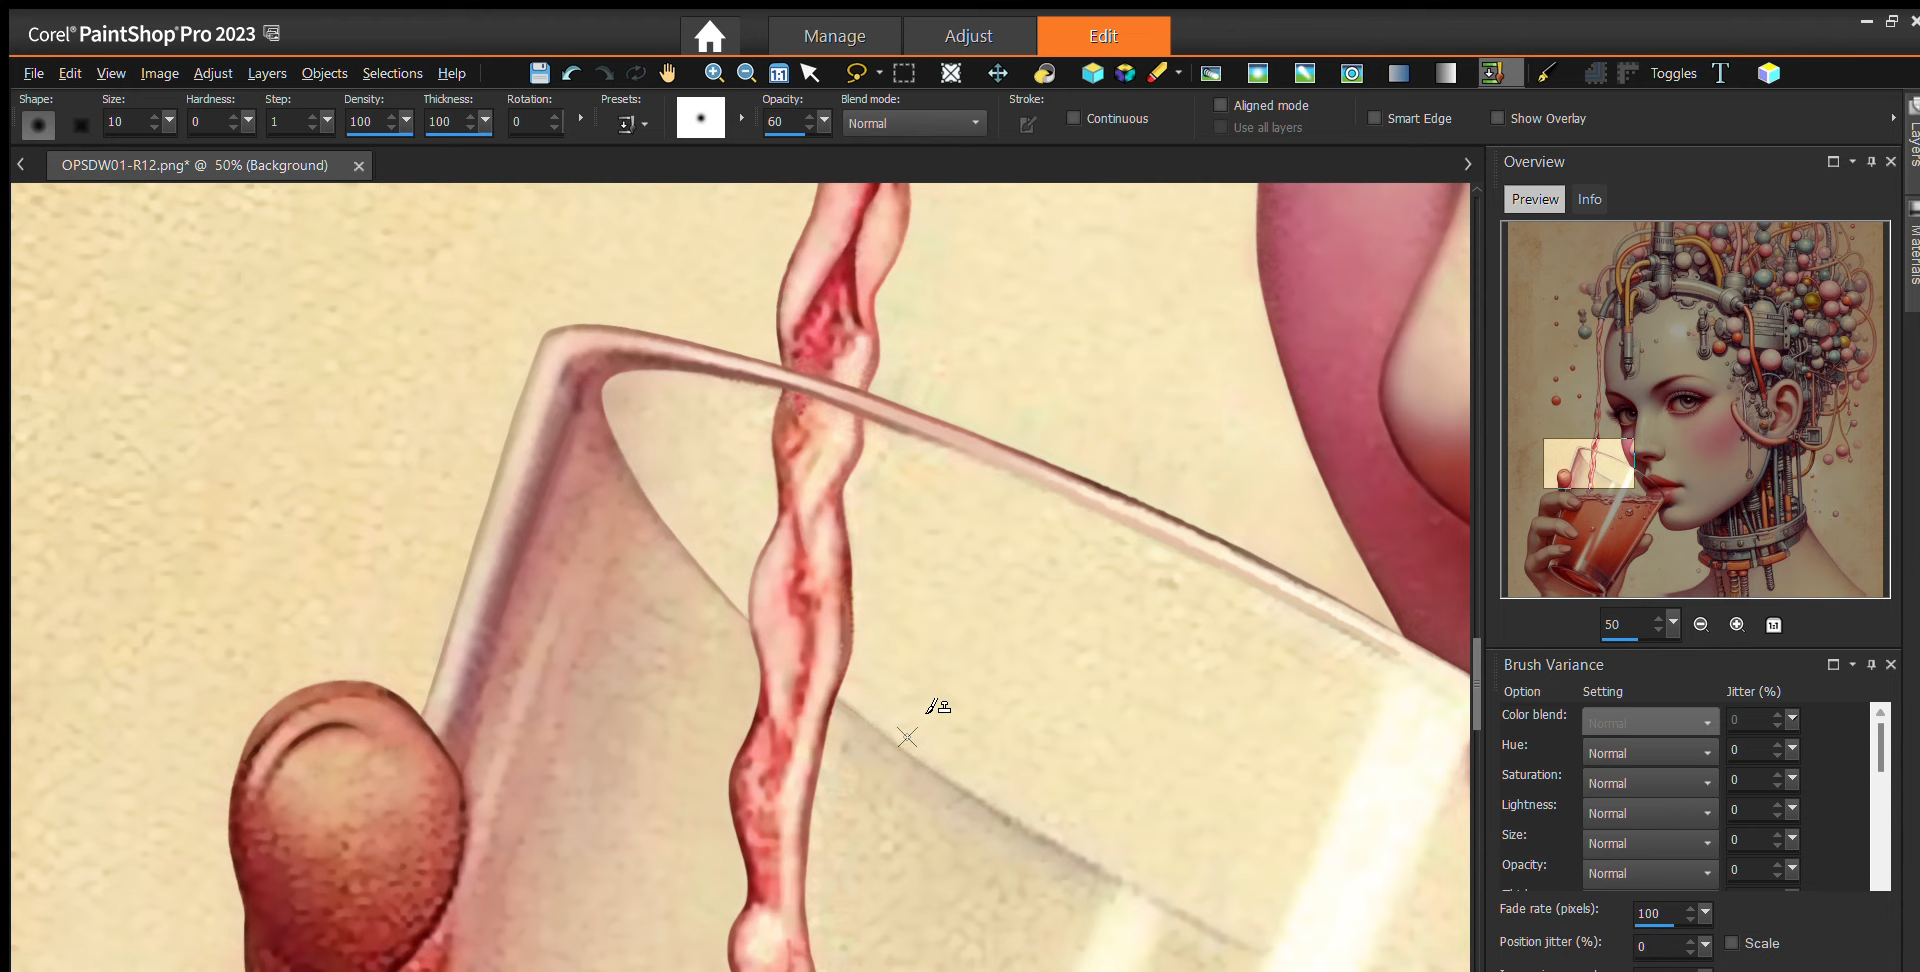 Corel® PaintShop® Pro 2023
Manage
Adjust
Edit
File Edit View Image Adjust Layers Objects Selections Help
1:1
Toggles
T
Shape: Size: Hardness: Step: Density: Thickness: Rotation: Presets: Opacity: Blend mode: Stroke:
10 0 1 100 100 0 60 Normal
Continuous
Aligned mode
Use all layers
Smart Edge
Show Overlay
OPSDW01-R12.png* @ 50% (Background)
Overview
Preview Info
50
1:1
Layers
Materials
Brush Variance
Option Setting Jitter (%)
Color blend: Normal 0
Hue: Normal 0
Saturation: Normal 0
Lightness: Normal 0
Size: Normal 0
Opacity: Normal 0
Fade rate (pixels): 100
Position jitter (%): 0 Scale